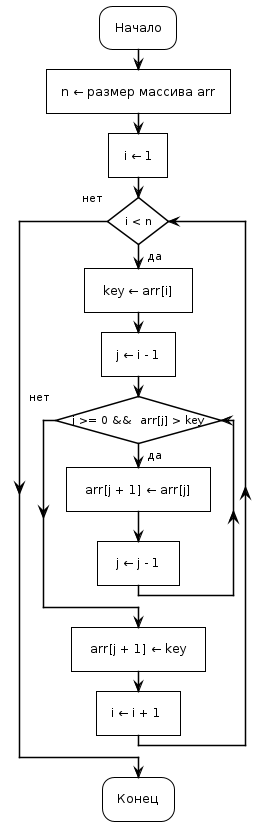 Начало
n ← размер массива arr
i ← 1
нет
i < n
да
key ← arr[i]
j ← i - 1
нет
j >= 0 && arr[j] > key
да
arr[j + 1] ← arr[j]
j ← j - 1
arr[j + 1] ← key
i ← i + 1
Конец